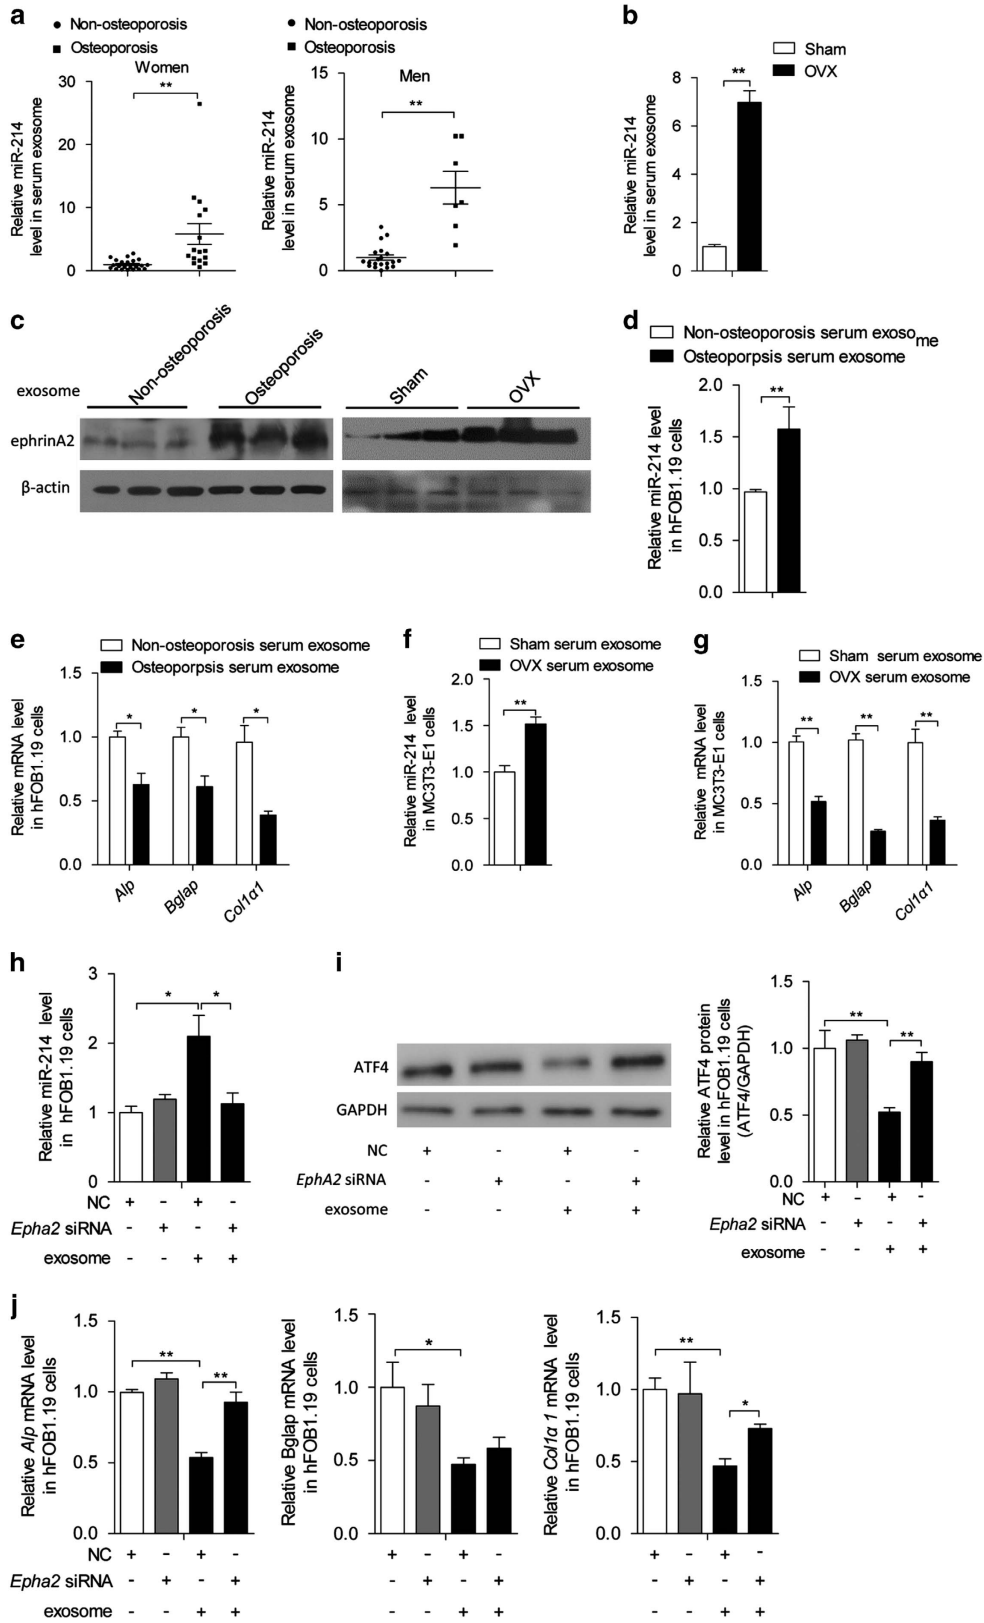 a
Non-osteoporosis
Osteoporosis
Women
**
Relative miR-214
level in serum exosome
30
20
10
0
Non-osteoporosis
Osteoporosis
Men
**
Relative miR-214
level in serum exosome
15
10
5
0
b
Sham
OVX
**
Relative miR-214
level in serum exosome
8
6
4
2
0
c
exosome
Non-osteoporosis
Osteoporosis
Sham
OVX
ephrinA2
β-actin
d
Non-osteoporosis serum exosome
Osteoporpsis serum exosome
**
Relative miR-214 level
in hFOB1.19 cells
2.0
1.5
1.0
0.5
0.0
e
Non-osteoporosis serum exosome
Osteoporpsis serum exosome
Relative mRNA level
in hFOB1.19 cells
1.5
1.0
0.5
0.0
* * *
Alp
Bglap
Col1α1
f
Sham serum exosome
OVX serum exosome
**
Relative miR-214 level
in MC3T3-E1 cells
2.0
1.5
1.0
0.5
0.0
g
Sham serum exosome
OVX serum exosome
Relative mRNA level
in MC3T3-E1 cells
1.5
1.0
0.5
0.0
** ** **
Alp
Bglap
Col1α1
h
Relative miR-214 level
in hFOB1.19 cells
3
2
1
0
* *
NC + - + -
Epha2 siRNA - + - +
exosome - - + +
i
ATF4
GAPDH
NC + - + -
EphA2 siRNA - + - +
exosome - - + +
Relative ATF4 protein
level in hFOB1.19 cells
(ATF4/GAPDH)
1.5
1.0
0.5
0.0
** **
NC + - + -
Epha2 siRNA - + - +
exosome - - + +
j
Relative Alp mRNA level
in hFOB1.19 cells
1.5
1.0
0.5
0.0
** **
NC + - + -
Epha2 siRNA - + - +
exosome - - + +
Relative Bglap mRNA level
in hFOB1.19 cells
1.5
1.0
0.5
0.0
*
+ - + -
- + - +
- - + +
Relative Col1α 1 mRNA level
in hFOB1.19 cells
1.5
1.0
0.5
0.0
** *
+ - + -
- + - +
- - + +